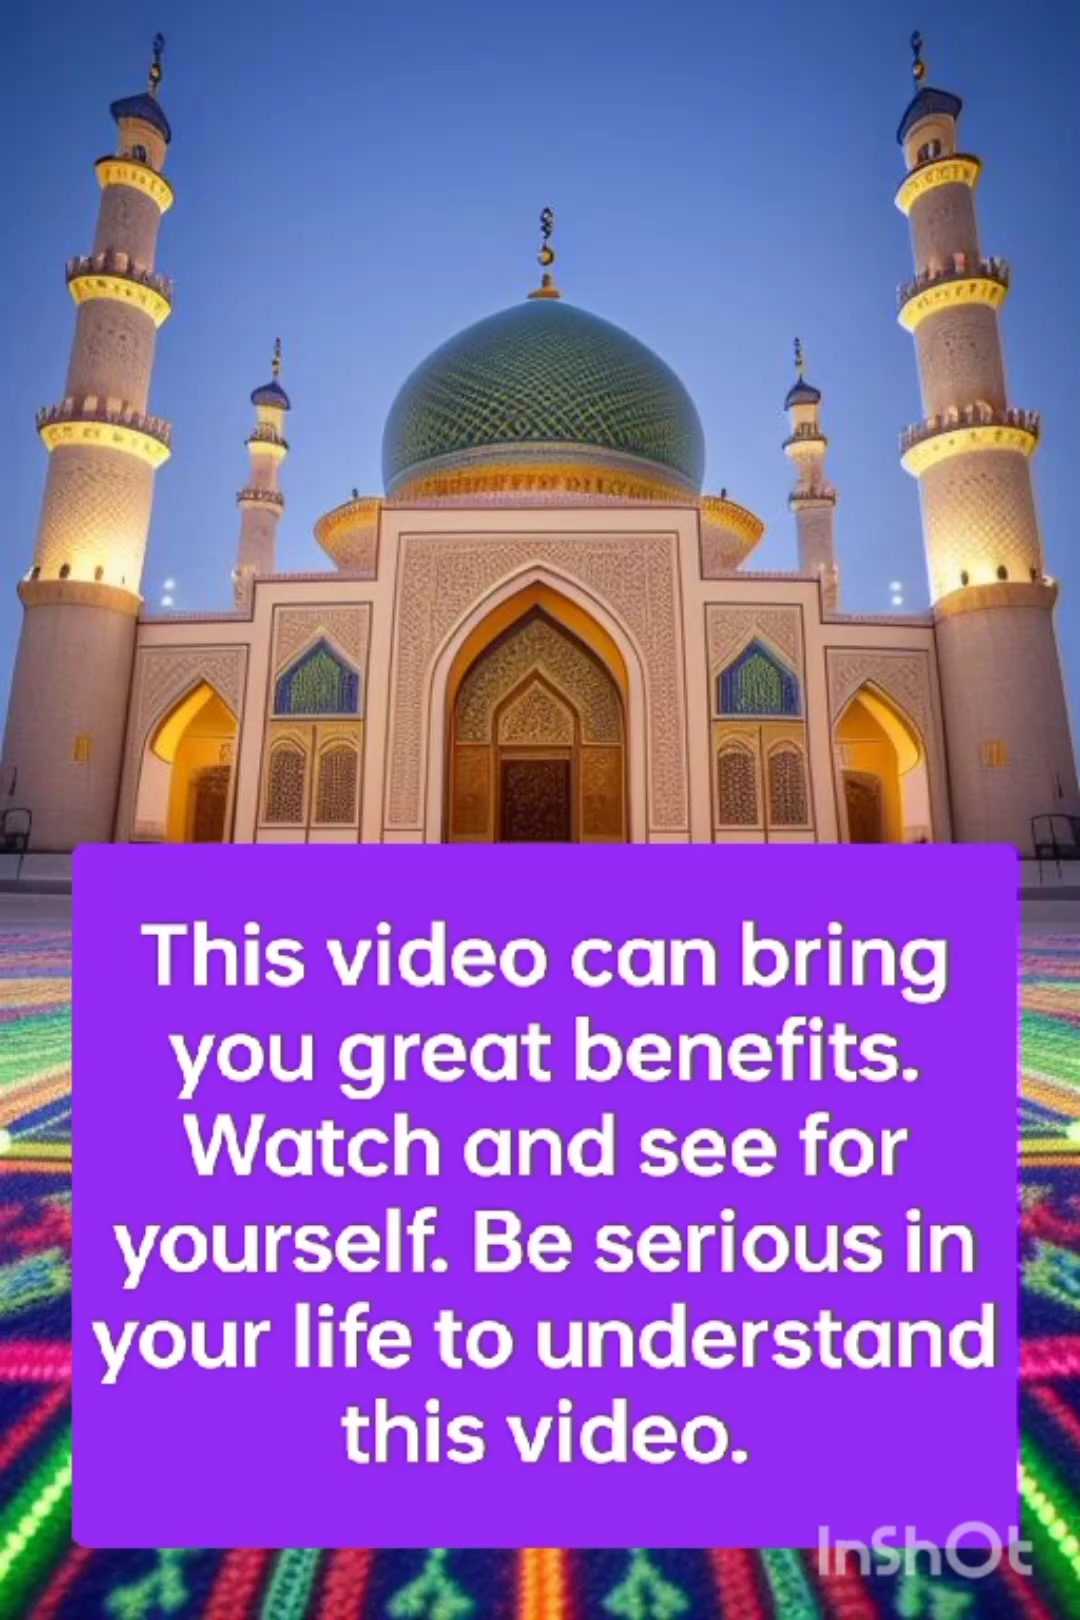 This video can bring
you great benefits.
Watch and see for
yourself. Be serious in
your life to understand
this video.
InShOt